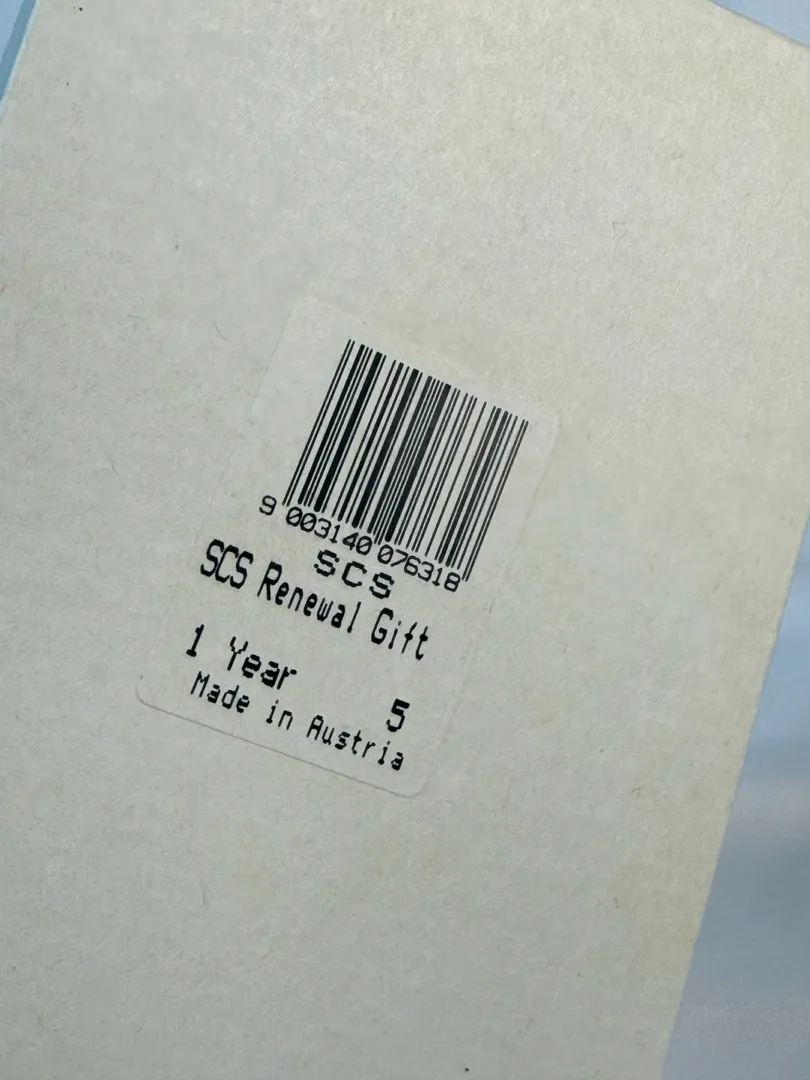 9 003140 076318
SCS
SCS Renewal Gift
1 Year 5
Made in Austria